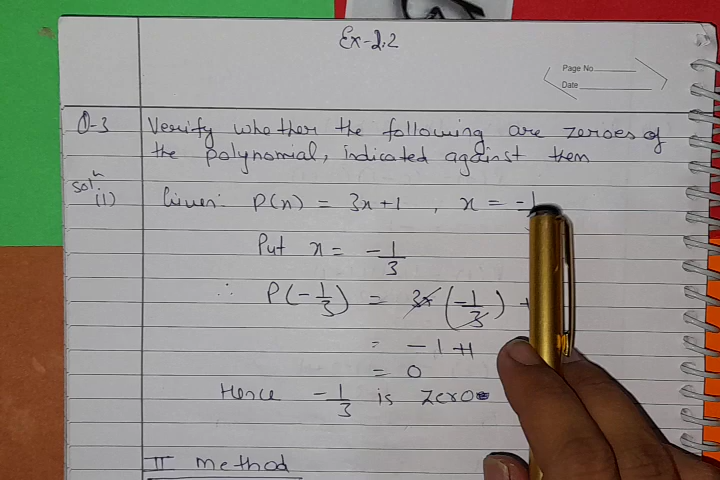 Ex-2.2
Page No
Date
Q-3 Verify whether the following are zeroes of
the polynomial, indicated against them
Solⁿ
(i) Given: P(x) = 3x+1 , x = -1
Put x = -1/3
∴ P(-1/3) = 3x(-1/3) +
= -1+1
= 0
Hence -1/3 is zero
II method